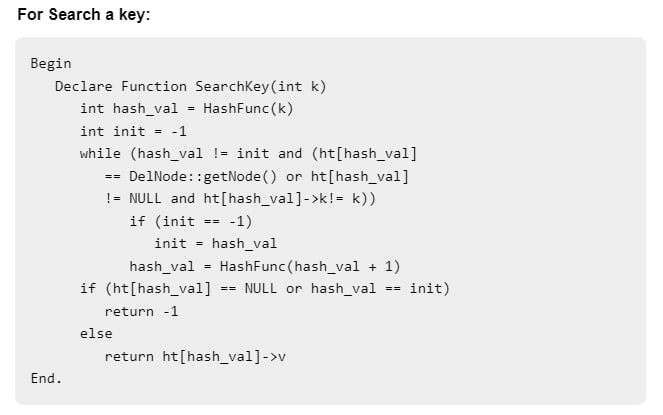 For Search a key:
Begin
   Declare Function SearchKey(int k)
      int hash_val = HashFunc(k)
      int init = -1
      while (hash_val != init and (ht[hash_val]
         == DelNode::getNode() or ht[hash_val]
         != NULL and ht[hash_val]->k!= k))
            if (init == -1)
               init = hash_val
            hash_val = HashFunc(hash_val + 1)
      if (ht[hash_val] == NULL or hash_val == init)
         return -1
      else
         return ht[hash_val]->v
End.